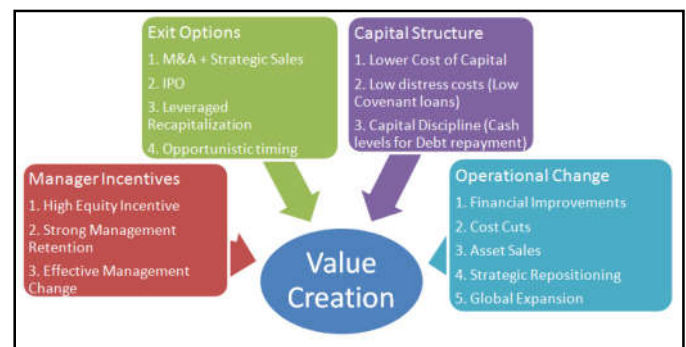 Exit Options
1. M&A + Strategic Sales
2. IPO
3. Leveraged
Recapitalization
4. Opportunistic timing
Capital Structure
1. Lower Cost of Capital
2. Low distress costs (Low
Covenant loans)
3. Capital Discipline (Cash
levels for Debt repayment)
Manager Incentives
1. High Equity Incentive
2. Strong Management
Retention
3. Effective Management
Change
Operational Change
1. Financial Improvements
2. Cost Cuts
3. Asset Sales
4. Strategic Repositioning
5. Global Expansion
Value
Creation